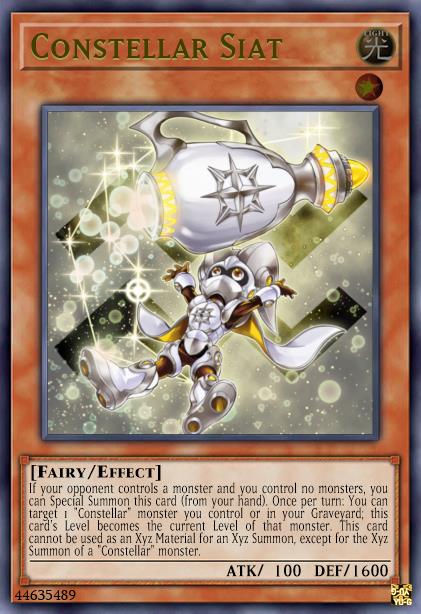 CONSTELLAR SIAT
LIGHT
光
[FAIRY/EFFECT]
If your opponent controls a monster and you control no monsters, you
can Special Summon this card (from your hand). Once per turn: You can
target 1 "Constellar" monster you control or in your Graveyard; this
card's Level becomes the current Level of that monster. This card
cannot be used as an Xyz Material for an Xyz Summon, except for the Xyz
Summon of a "Constellar" monster.
ATK/ 100 DEF/1600
44635489